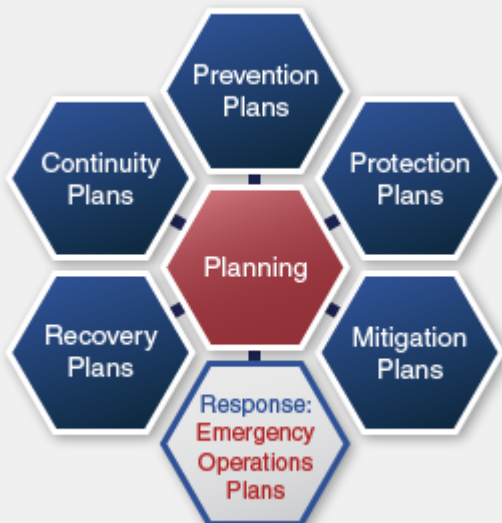 Prevention
Plans
Continuity
Plans
Protection
Plans
Planning
Recovery
Plans
Mitigation
Plans
Response:
Emergency
Operations
Plans